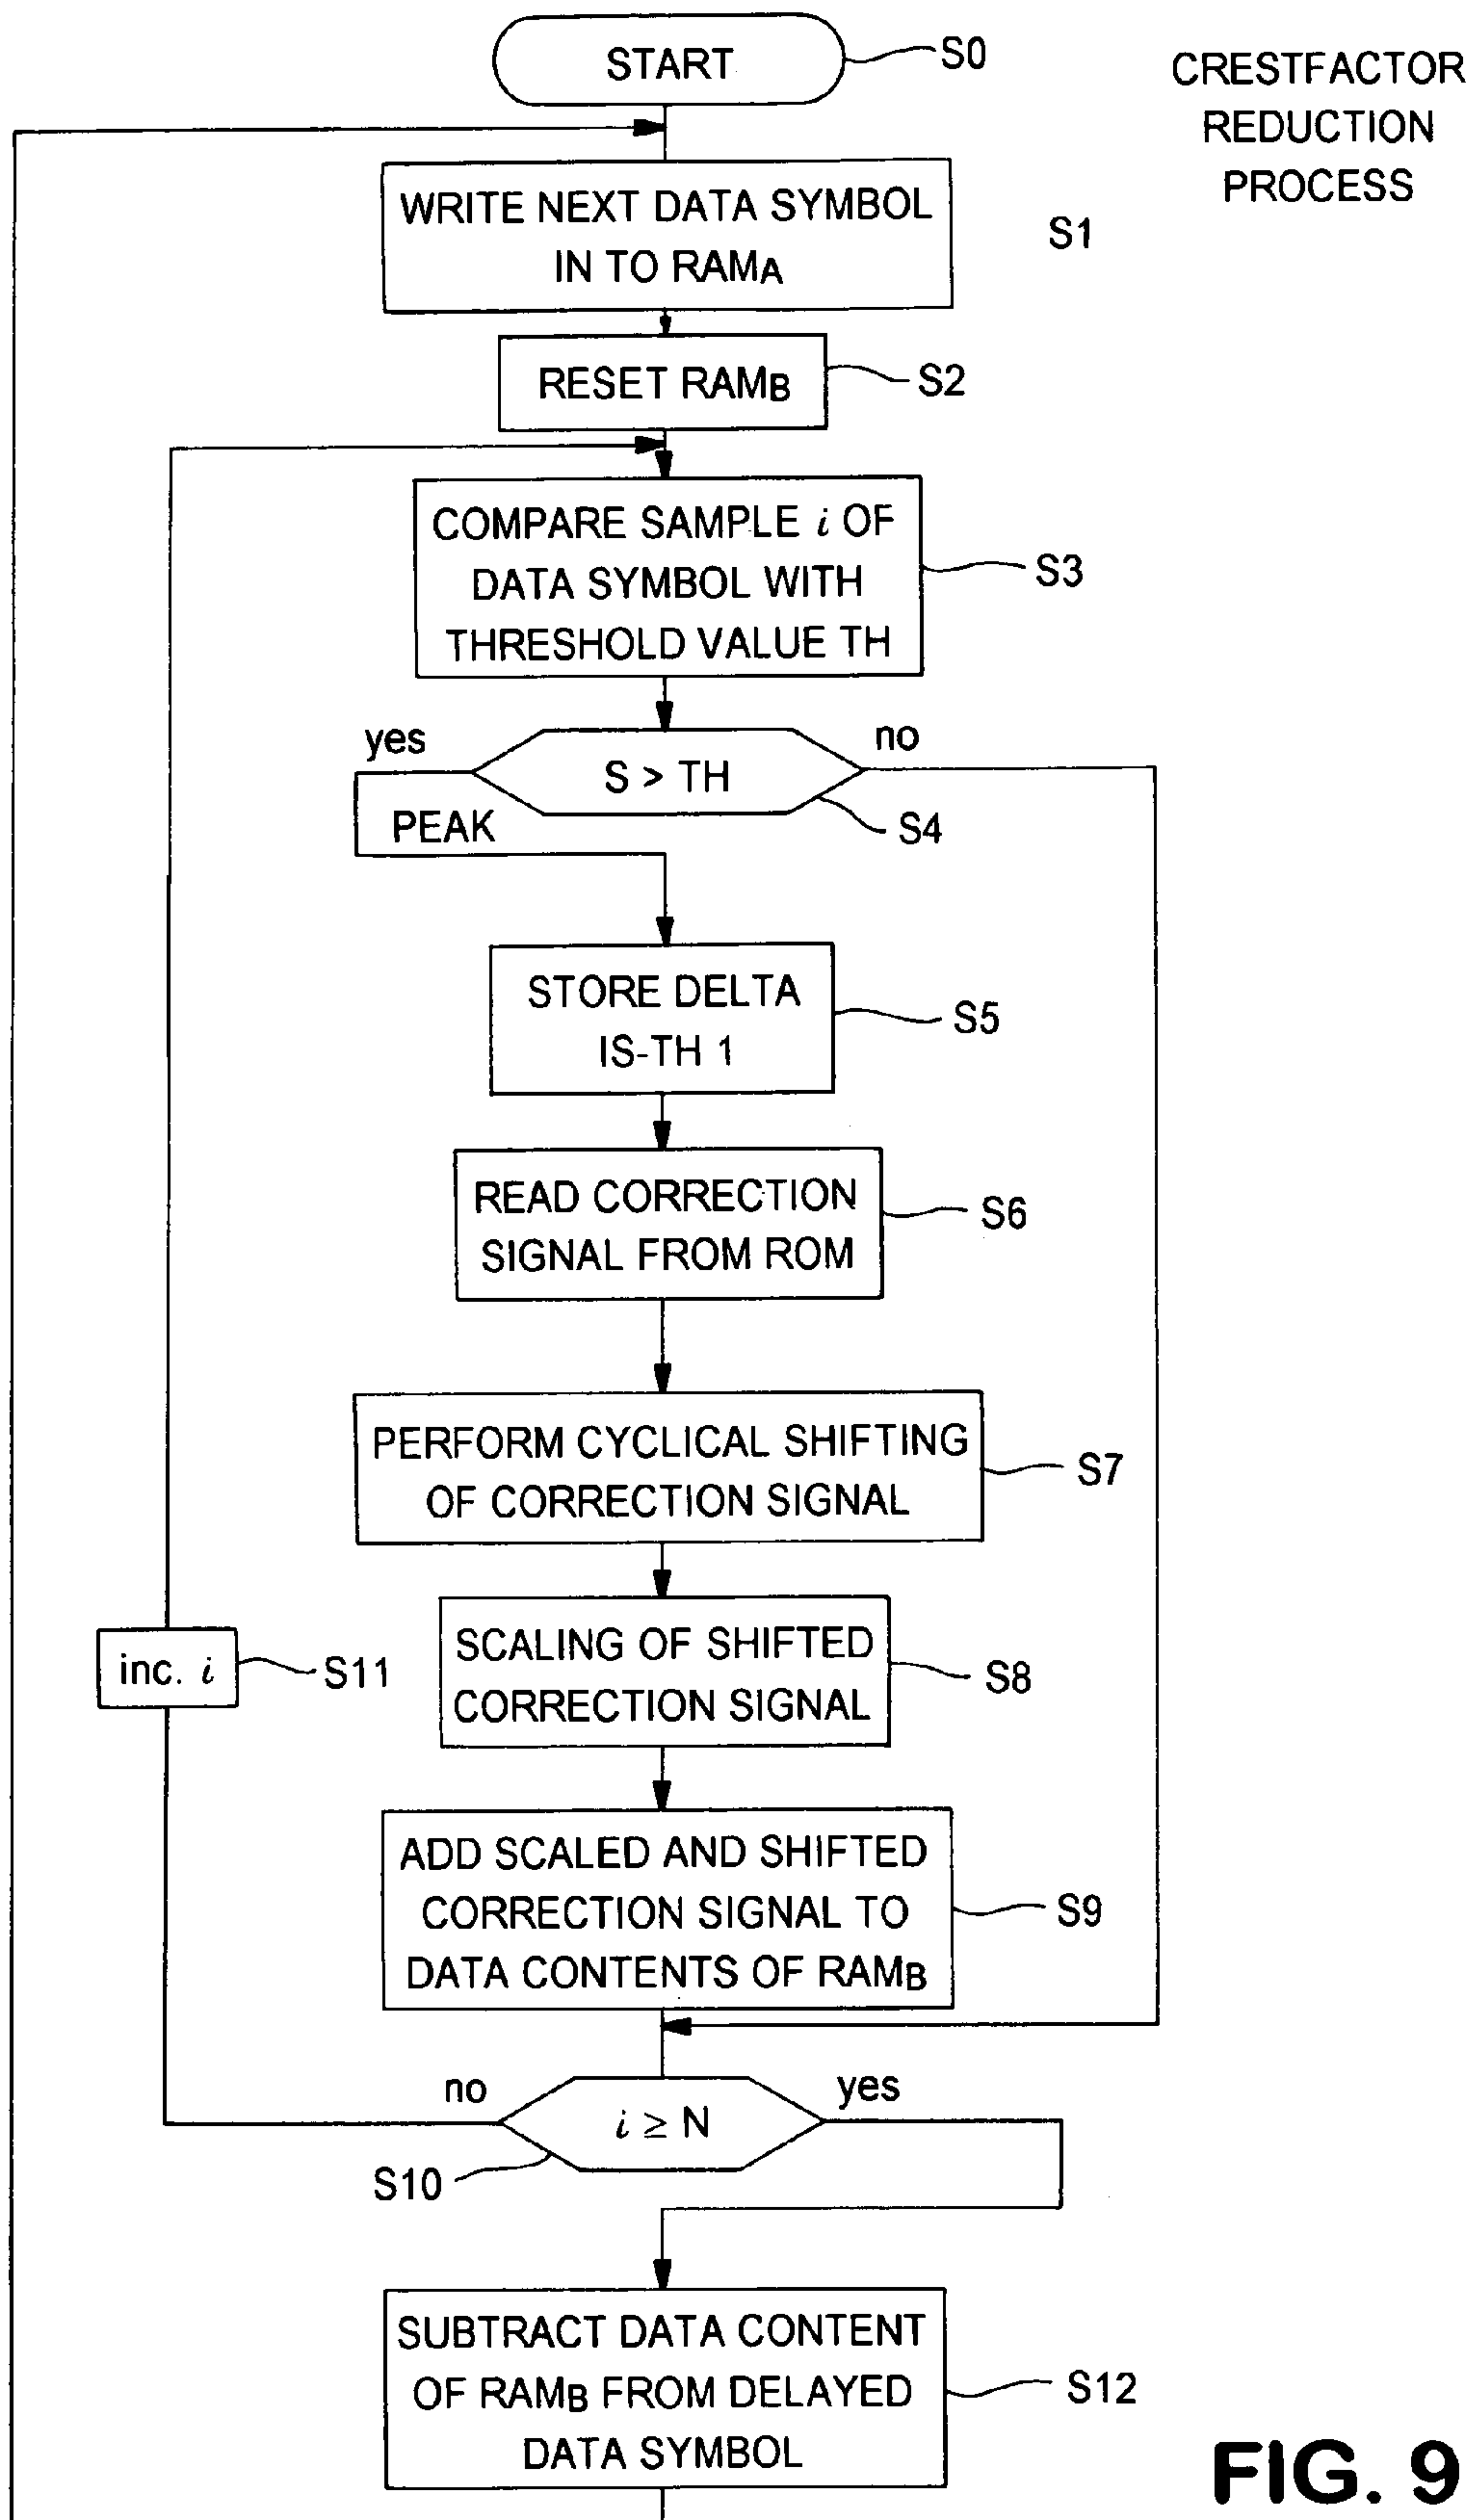 START
S0
CRESTFACTOR
REDUCTION
PROCESS
WRITE NEXT DATA SYMBOL
IN TO RAMA
S1
RESET RAMB
S2
COMPARE SAMPLE i OF
DATA SYMBOL WITH
THRESHOLD VALUE TH
S3
yes
no
S > TH
PEAK
S4
STORE DELTA
IS-TH 1
S5
READ CORRECTION
SIGNAL FROM ROM
S6
PERFORM CYCLICAL SHIFTING
OF CORRECTION SIGNAL
S7
SCALING OF SHIFTED
CORRECTION SIGNAL
S8
inc. i
S11
ADD SCALED AND SHIFTED
CORRECTION SIGNAL TO
DATA CONTENTS OF RAMB
S9
no
yes
i ≥ N
S10
SUBTRACT DATA CONTENT
OF RAMB FROM DELAYED
DATA SYMBOL
S12
FIG. 9